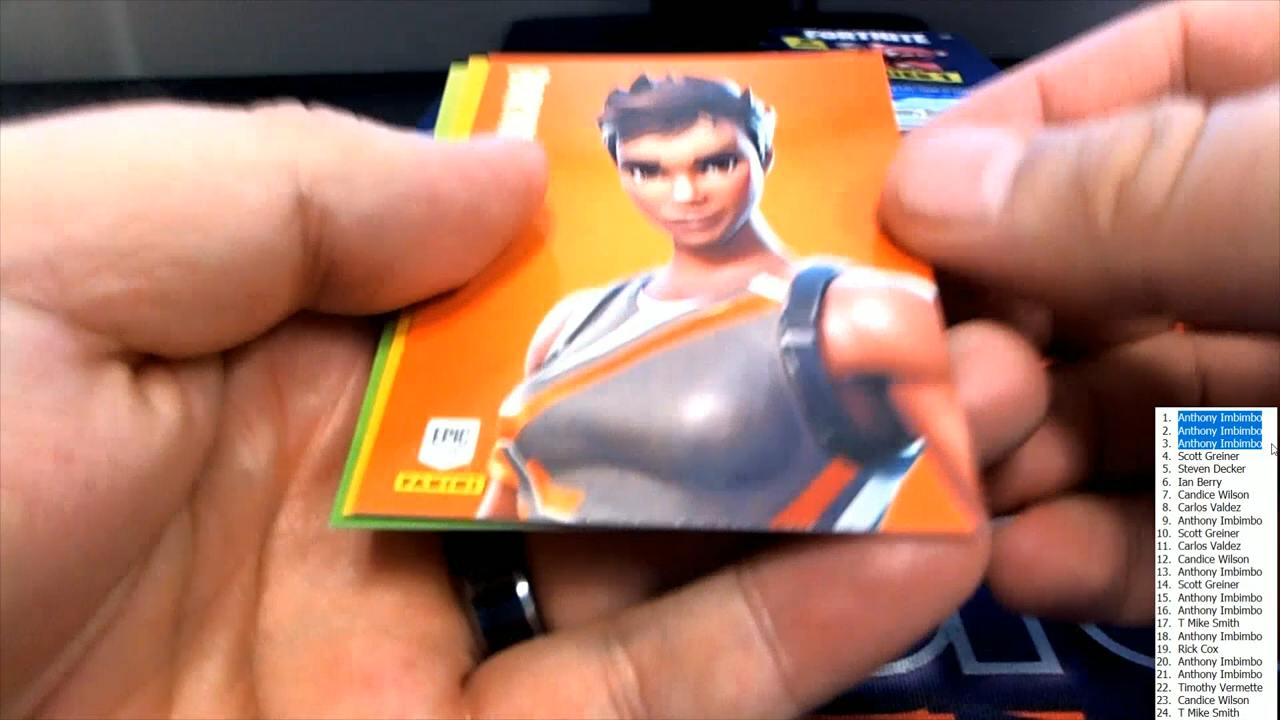 FORTNITE
EPIC
PANINI
1. Anthony Imbimbo
2. Anthony Imbimbo
3. Anthony Imbimbo
4. Scott Greiner
5. Steven Decker
6. Ian Berry
7. Candice Wilson
8. Carlos Valdez
9. Anthony Imbimbo
10. Scott Greiner
11. Carlos Valdez
12. Candice Wilson
13. Anthony Imbimbo
14. Scott Greiner
15. Anthony Imbimbo
16. Anthony Imbimbo
17. T Mike Smith
18. Anthony Imbimbo
19. Rick Cox
20. Anthony Imbimbo
21. Anthony Imbimbo
22. Timothy Vermette
23. Candice Wilson
24. T Mike Smith